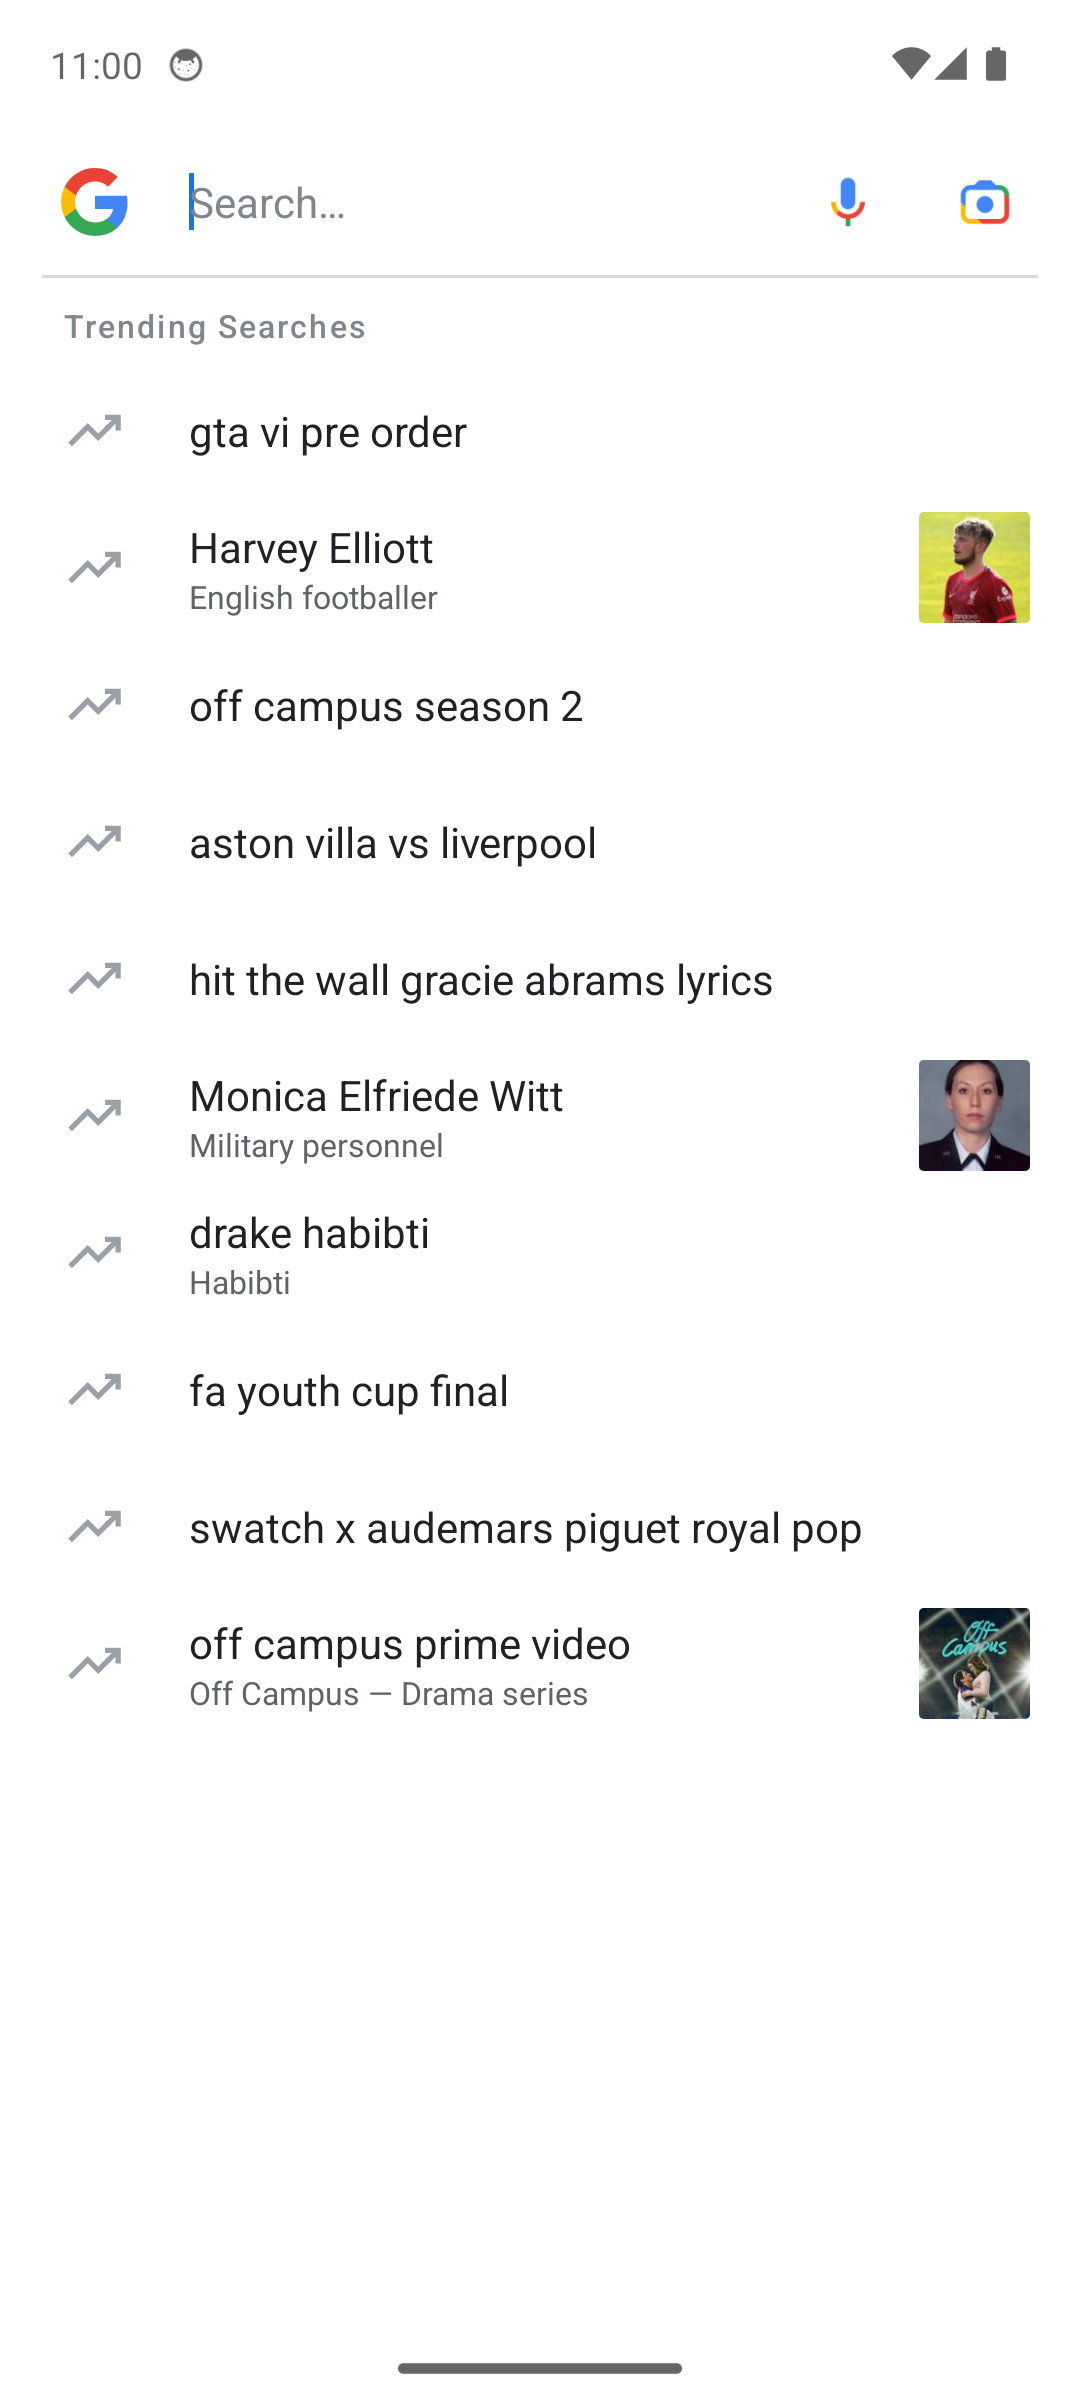 11:00
Search...
Trending Searches
gta vi pre order
Harvey Elliott
English footballer
off campus season 2
aston villa vs liverpool
hit the wall gracie abrams lyrics
Monica Elfriede Witt
Military personnel
drake habibti
Habibti
fa youth cup final
swatch x audemars piguet royal pop
off campus prime video
Off Campus — Drama series
Off
Campus